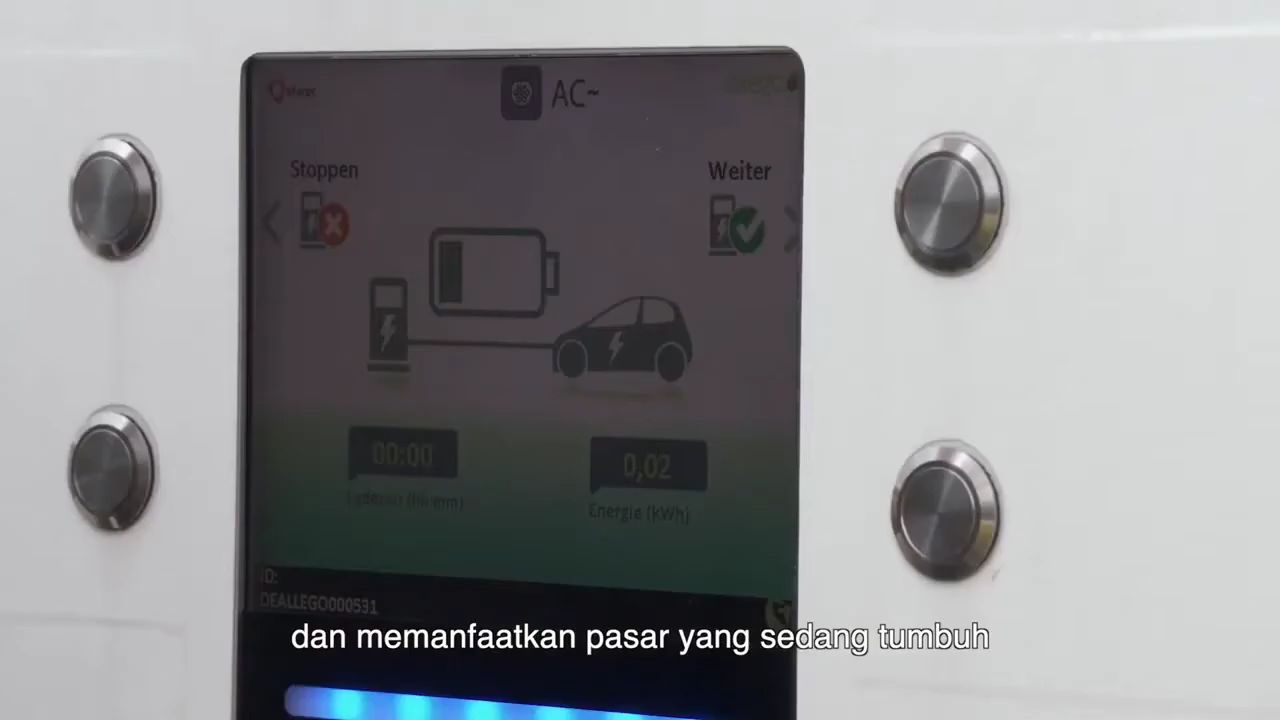 AC~
Stoppen
Weiter
00:00
0,02
Energie (kWh)
ID:
DEALLEGO000531
dan memanfaatkan pasar yang sedang tumbuh